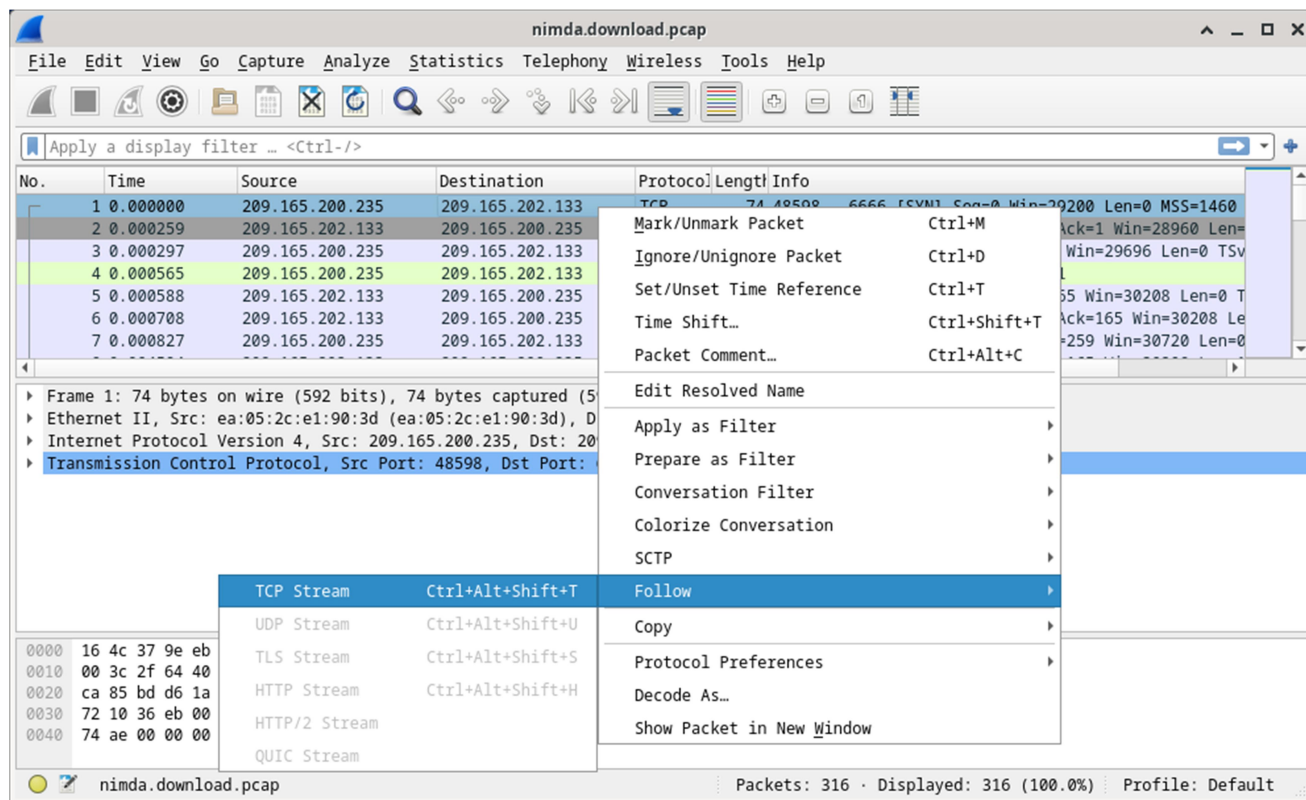 nimda.download.pcap
File Edit View Go Capture Analyze Statistics Telephony Wireless Tools Help
Apply a display filter … <Ctrl-/>
No. Time Source Destination Protocol Length Info
1 0.000000 209.165.200.235 209.165.202.133 TCP 74 48598 6666 [SYN] Seq=0 Win=29200 Len=0 MSS=1460
2 0.000259 209.165.202.133 209.165.200.235 Ack=1 Win=28960 Len=
3 0.000297 209.165.200.235 209.165.202.133 Win=29696 Len=0 TSv
4 0.000565 209.165.200.235 209.165.202.133
5 0.000588 209.165.202.133 209.165.200.235 65 Win=30208 Len=0 T
6 0.000708 209.165.202.133 209.165.200.235 Ack=165 Win=30208 Le
7 0.000827 209.165.200.235 209.165.202.133 =259 Win=30720 Len=0
Frame 1: 74 bytes on wire (592 bits), 74 bytes captured (5
Ethernet II, Src: ea:05:2c:e1:90:3d (ea:05:2c:e1:90:3d), D
Internet Protocol Version 4, Src: 209.165.200.235, Dst: 20
Transmission Control Protocol, Src Port: 48598, Dst Port:
Mark/Unmark Packet Ctrl+M
Ignore/Unignore Packet Ctrl+D
Set/Unset Time Reference Ctrl+T
Time Shift… Ctrl+Shift+T
Packet Comment… Ctrl+Alt+C
Edit Resolved Name
Apply as Filter
Prepare as Filter
Conversation Filter
Colorize Conversation
SCTP
Follow
Copy
Protocol Preferences
Decode As…
Show Packet in New Window
TCP Stream Ctrl+Alt+Shift+T
UDP Stream Ctrl+Alt+Shift+U
TLS Stream Ctrl+Alt+Shift+S
HTTP Stream Ctrl+Alt+Shift+H
HTTP/2 Stream
QUIC Stream
0000 16 4c 37 9e eb
0010 00 3c 2f 64 40
0020 ca 85 bd d6 1a
0030 72 10 36 eb 00
0040 74 ae 00 00 00
nimda.download.pcap Packets: 316 · Displayed: 316 (100.0%) Profile: Default